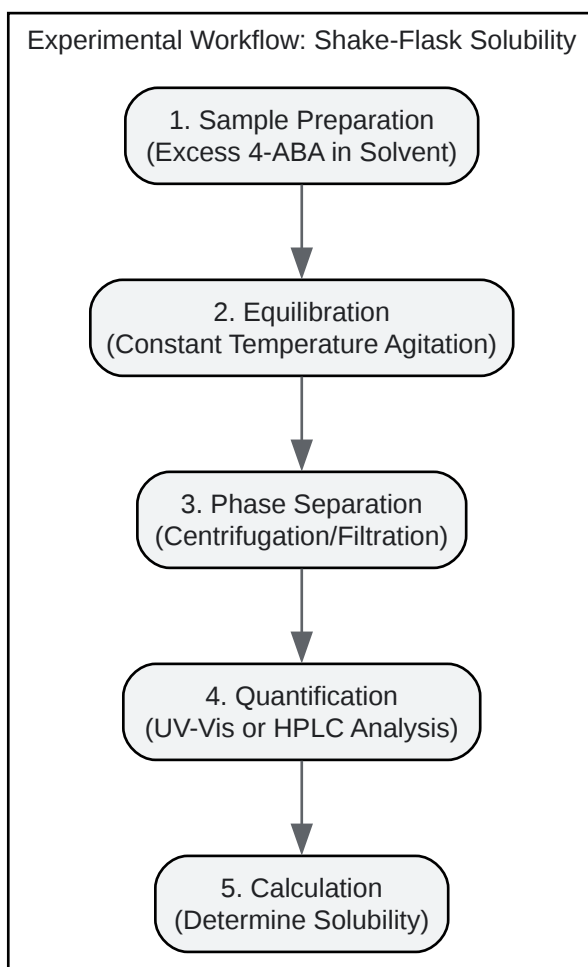 Experimental Workflow: Shake-Flask Solubility
1. Sample Preparation
(Excess 4-ABA in Solvent)
2. Equilibration
(Constant Temperature Agitation)
3. Phase Separation
(Centrifugation/Filtration)
4. Quantification
(UV-Vis or HPLC Analysis)
5. Calculation
(Determine Solubility)